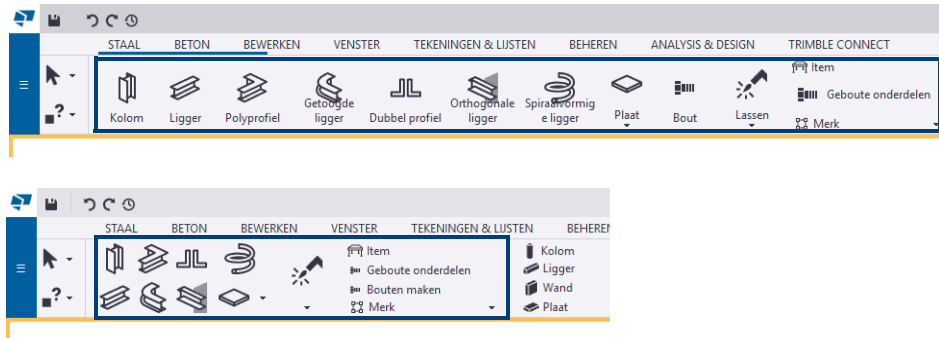 STAAL BETON BEWERKEN VENSTER TEKENINGEN & LIJSTEN BEHEREN ANALYSIS & DESIGN TRIMBLE CONNECT
Item
Geboute onderdelen
Merk
Kolom Ligger Polyprofiel Getoogde ligger Dubbel profiel Orthogonale ligger Spiraalvormig e ligger Plaat Bout Lassen
STAAL BETON BEWERKEN VENSTER TEKENINGEN & LIJSTEN BEHEREN
Item
Geboute onderdelen
Bouten maken
Merk
Kolom
Ligger
Wand
Plaat